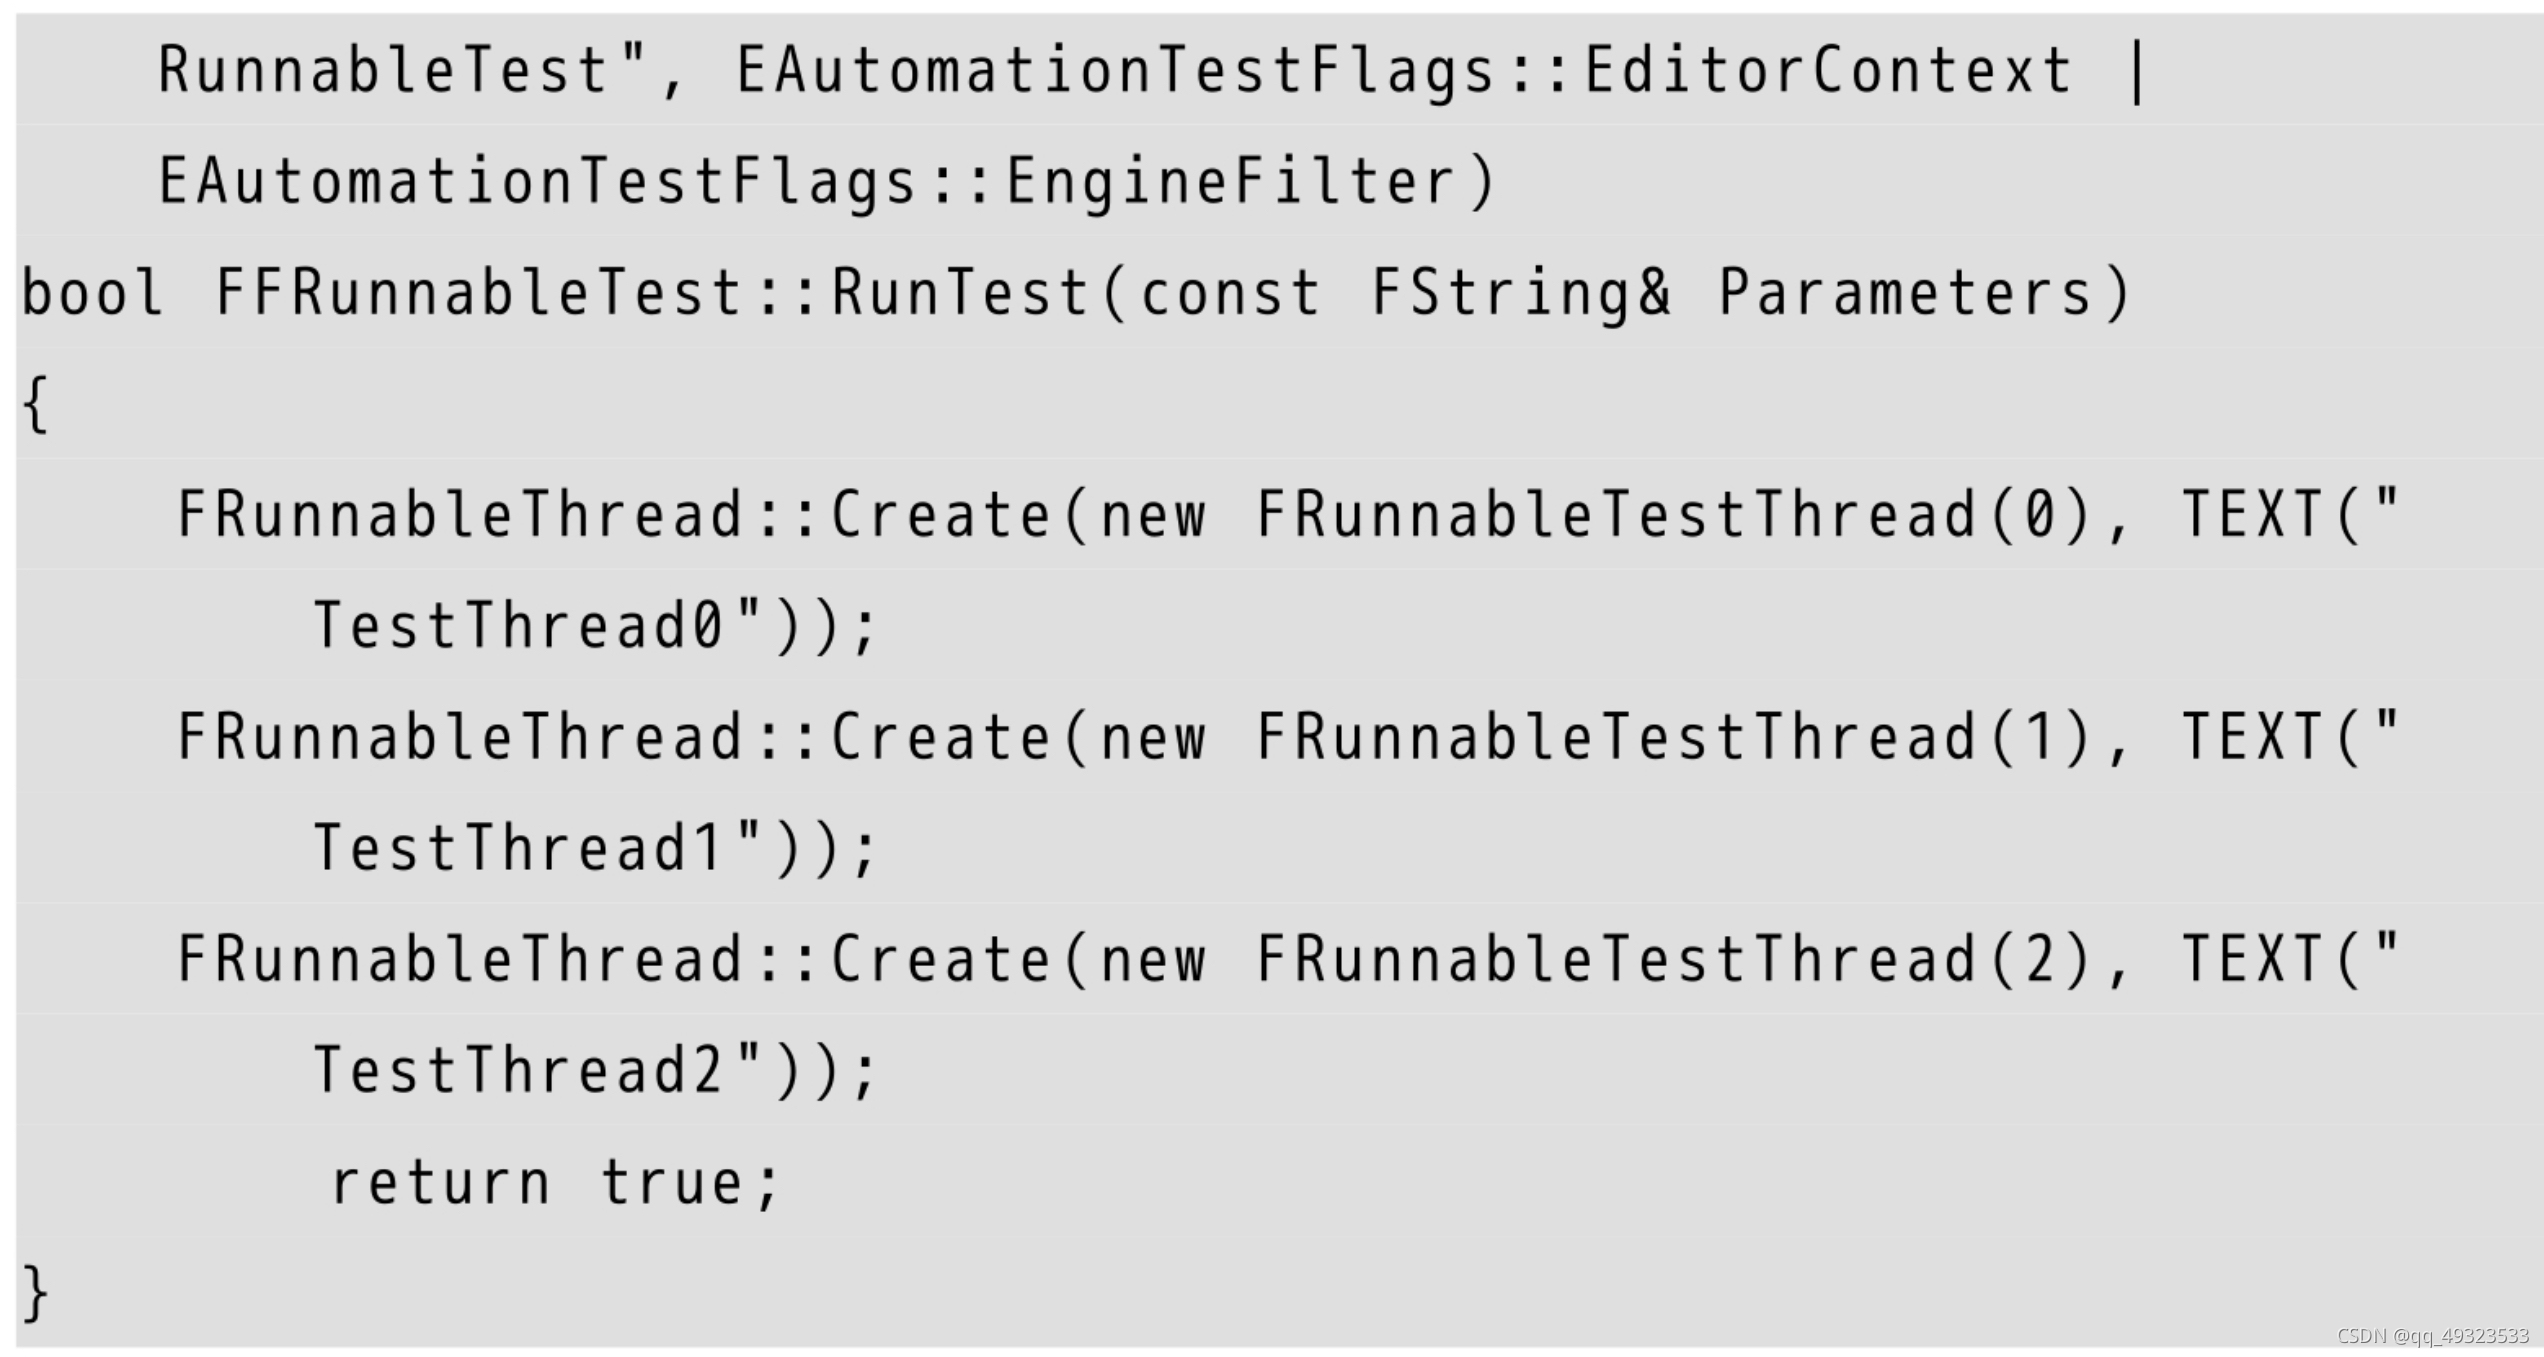 RunnableTest", EAutomationTestFlags::EditorContext |
EAutomationTestFlags::EngineFilter)
bool FFRunnableTest::RunTest(const FString& Parameters)
{
FRunnableThread::Create(new FRunnableTestThread(0), TEXT("
TestThread0"));
FRunnableThread::Create(new FRunnableTestThread(1), TEXT("
TestThread1"));
FRunnableThread::Create(new FRunnableTestThread(2), TEXT("
TestThread2"));
return true;
}
CSDN @qq_49323533